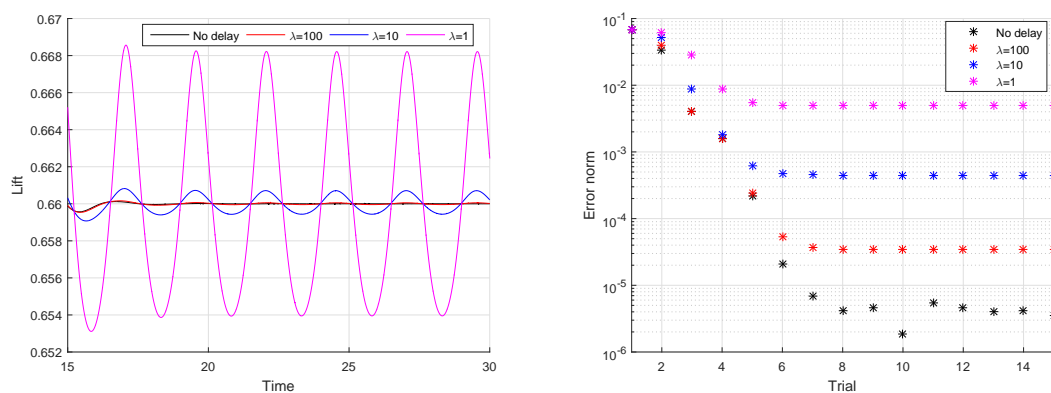 0.67
0.668
0.666
0.664
0.662
0.66
0.658
0.656
0.654
0.652
Lift
15
20
25
30
Time
No delay
λ=100
λ=10
λ=1
10-1
10-2
10-3
10-4
10-5
10-6
Error norm
2
4
6
8
10
12
14
Trial
No delay
λ=100
λ=10
λ=1